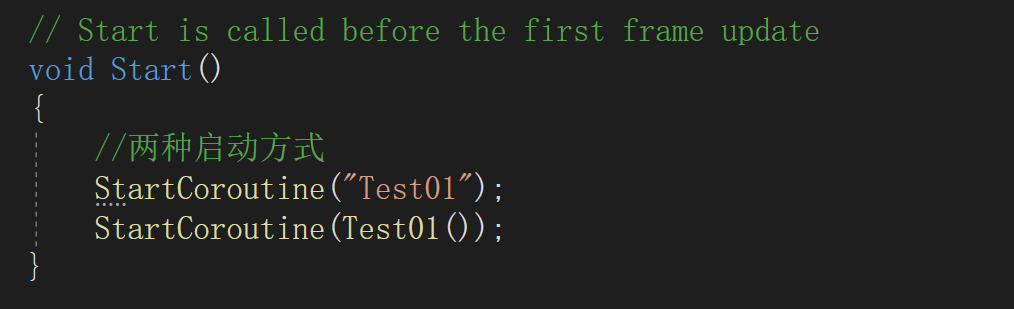 // Start is called before the first frame update
void Start()
{
//两种启动方式
StartCoroutine("Test01");
StartCoroutine(Test01());
}